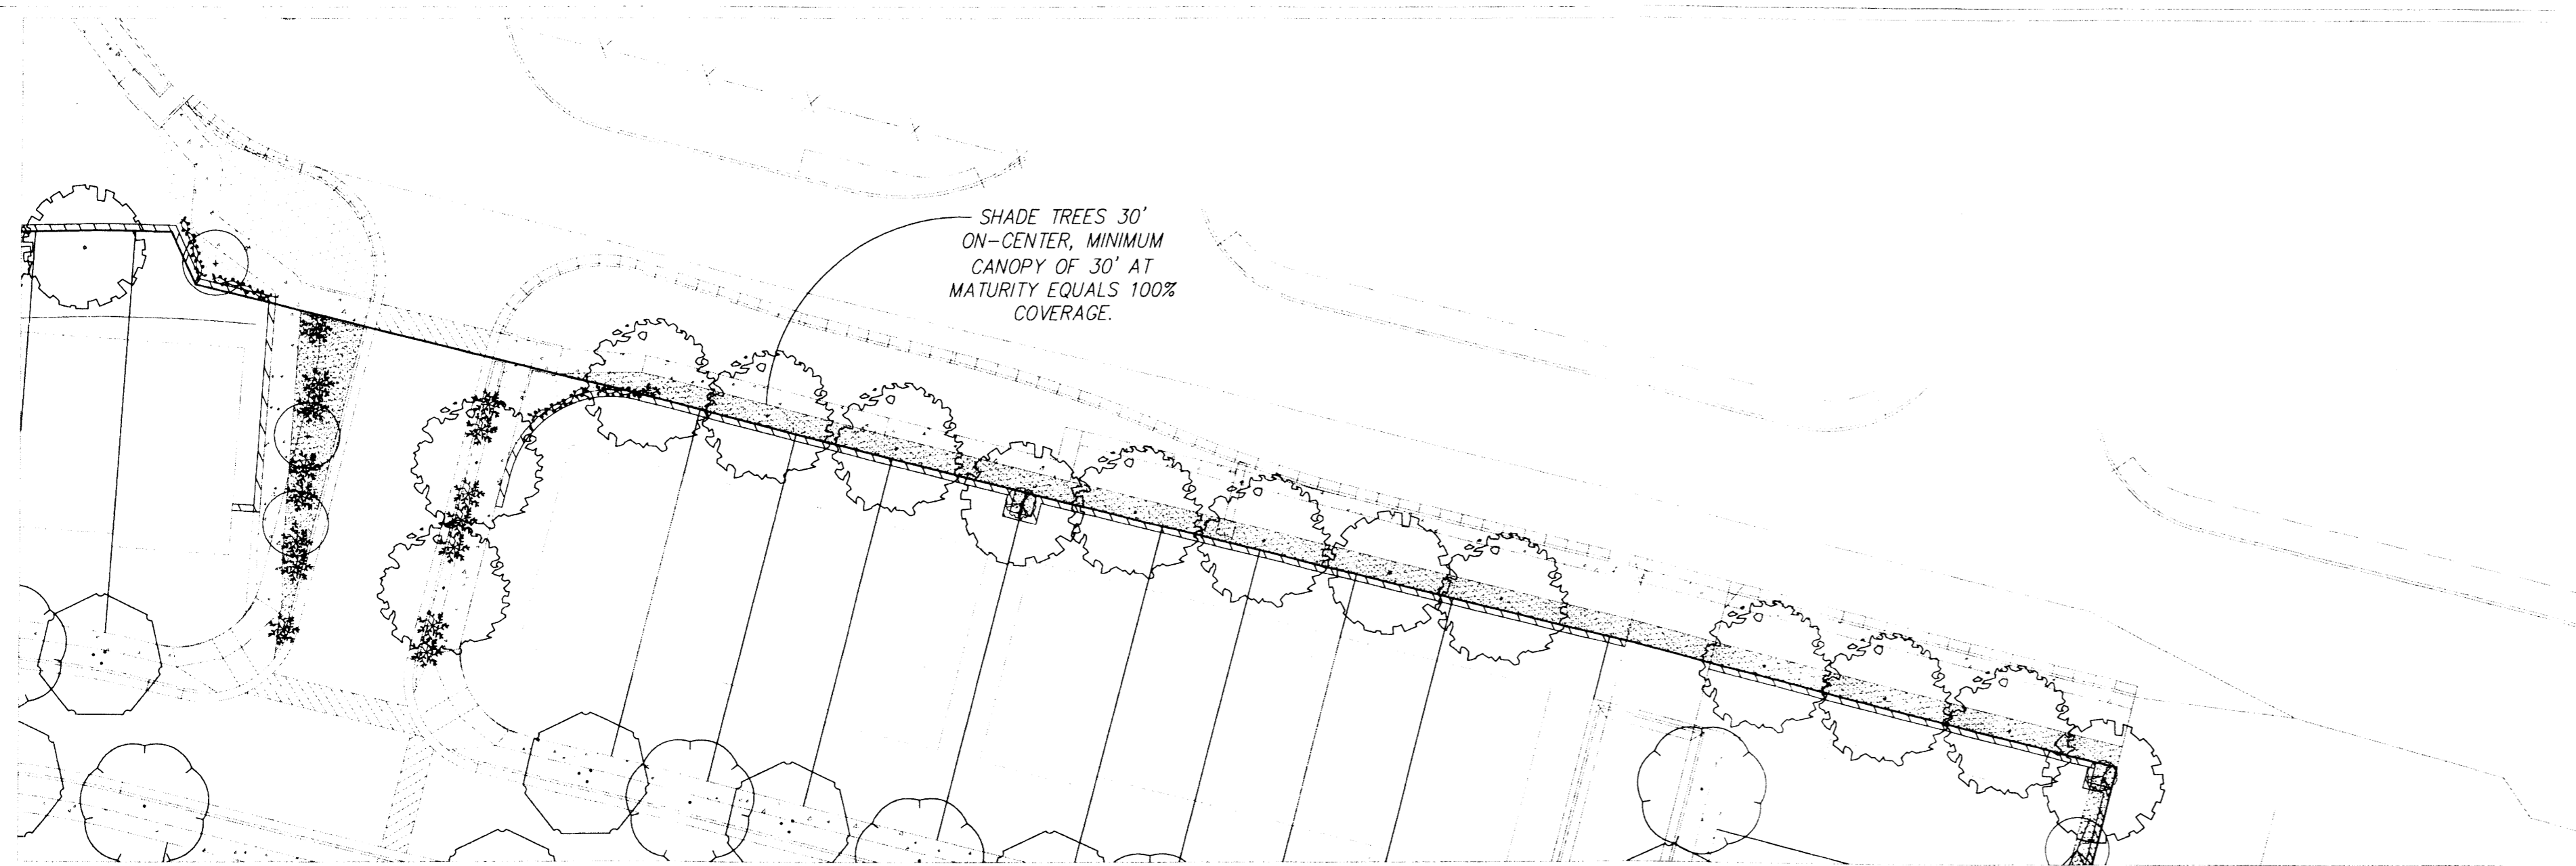 SHADE TREES 30'
ON-CENTER, MINIMUM
CANOPY OF 30' AT
MATURITY EQUALS 100%
COVERAGE.